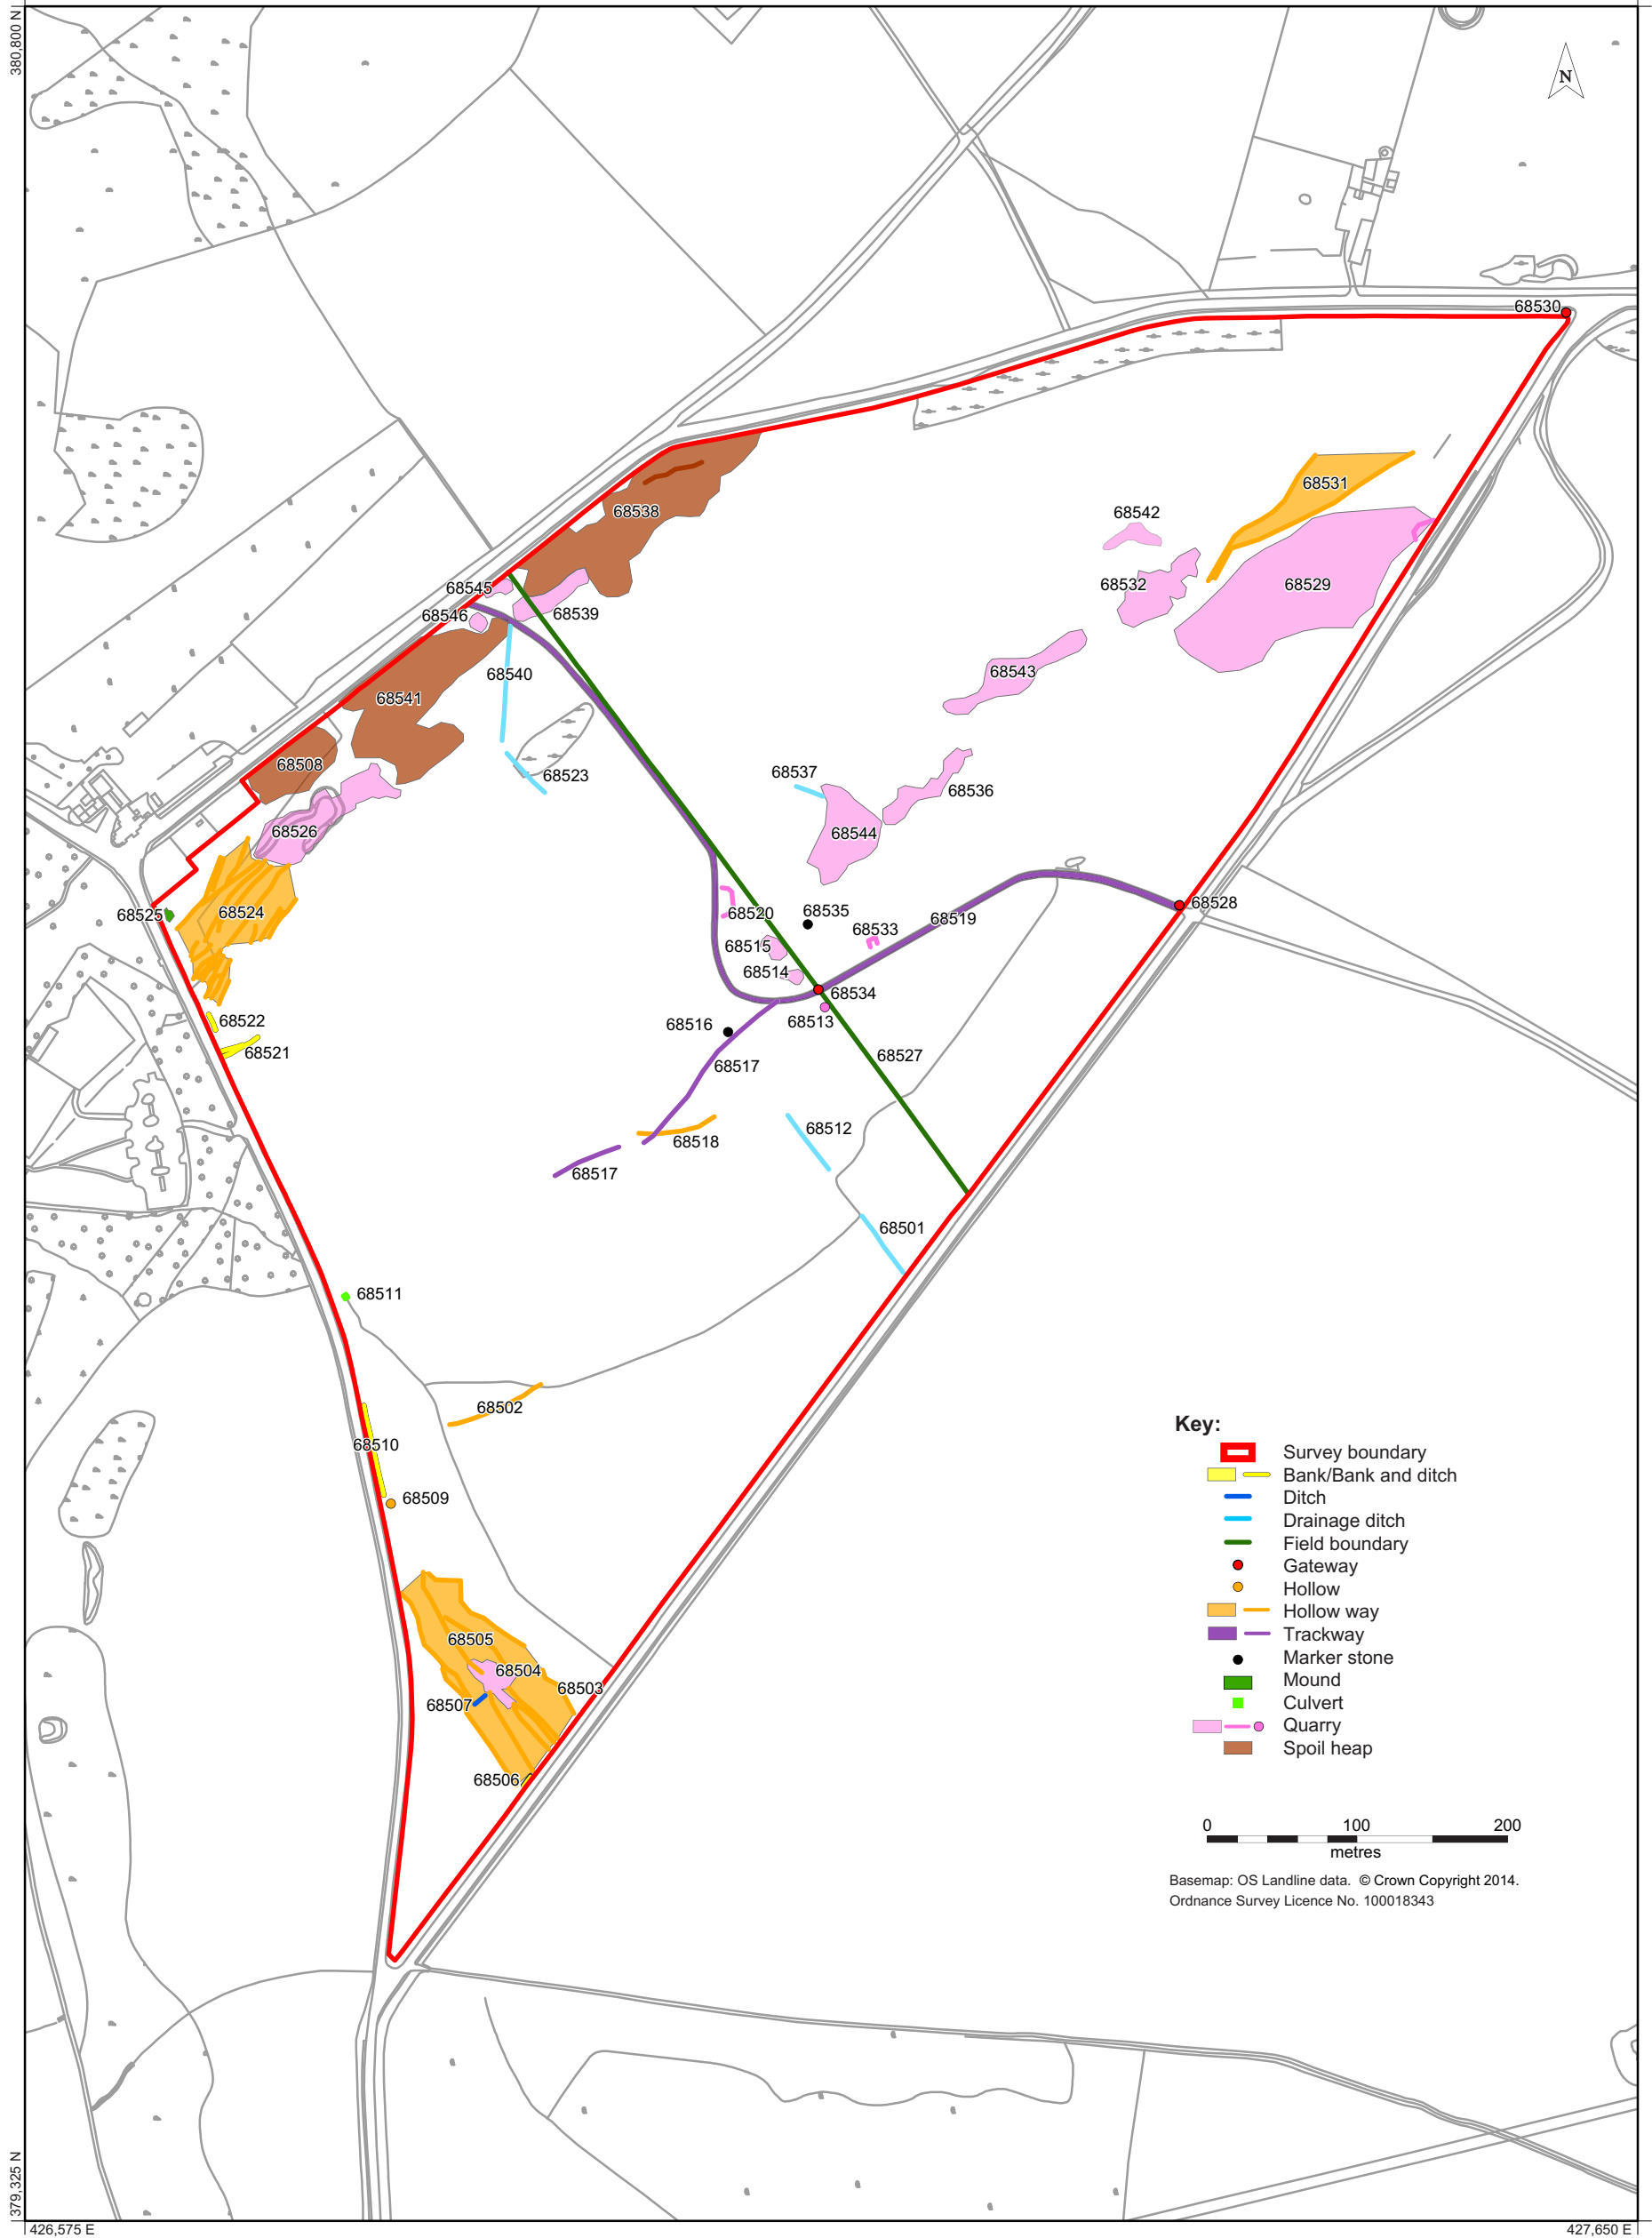 380,800 N
N
68530
68531
68538
68542
68532
68529
68545
68546
68539
68540
68543
68541
68508
68523
68537
68536
68526
68544
68528
68525
68524
68535
68520
68519
68533
68515
68514
68534
68522
68516
68513
68521
68527
68517
68512
68518
68517
68501
68511
68502
68510
68509
68505
68504
68503
68507
68506
Key:
Survey boundary
Bank/Bank and ditch
Ditch
Drainage ditch
Field boundary
Gateway
Hollow
Hollow way
Trackway
Marker stone
Mound
Culvert
Quarry
Spoil heap
0 100 200
metres
Basemap: OS Landline data. © Crown Copyright 2014.
Ordnance Survey Licence No. 100018343
379,325 N
426,575 E
427,650 E